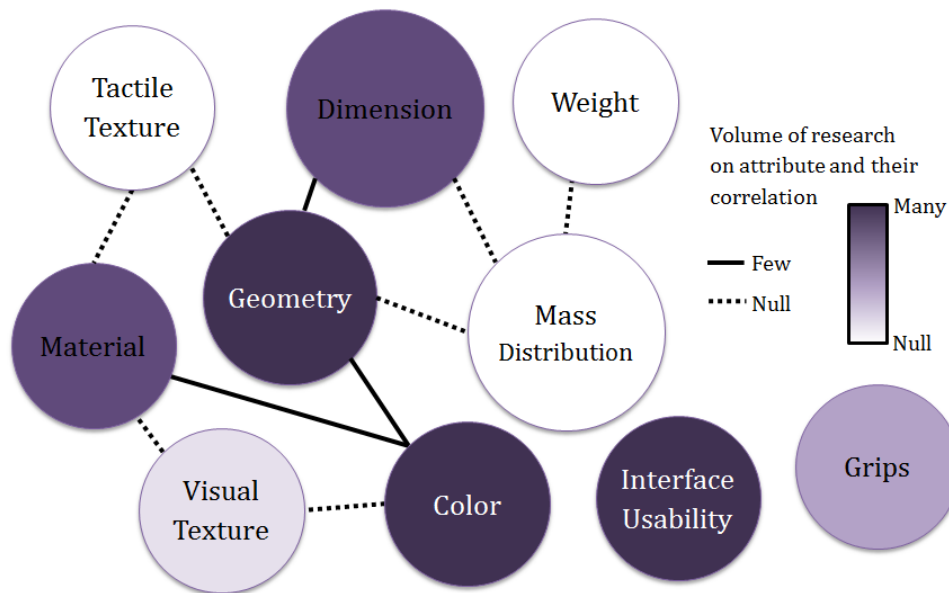 Tactile
Texture
Dimension
Weight
Volume of research
on attribute and their
correlation
Many
Few
Null
Null
Geometry
Mass
Distribution
Material
Visual
Texture
Color
Interface
Usability
Grips